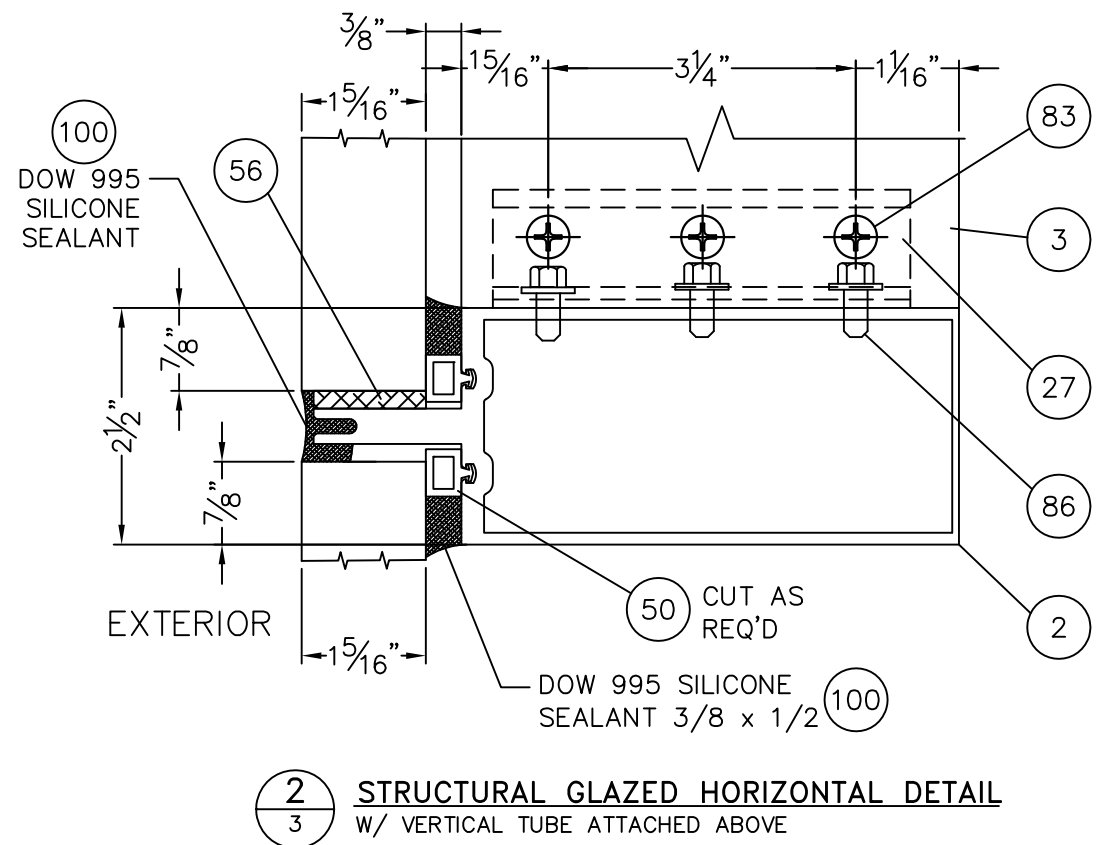 3/8”
15/16” 3 1/4” 1 1/16”
1 5/16”
83
100
DOW 995
SILICONE
SEALANT
56
3
7/8”
27
2 1/2”
7/8”
86
50 CUT AS
REQ'D
2
EXTERIOR
1 5/16”
DOW 995 SILICONE
SEALANT 3/8 x 1/2 100
2
3
STRUCTURAL GLAZED HORIZONTAL DETAIL
W/ VERTICAL TUBE ATTACHED ABOVE